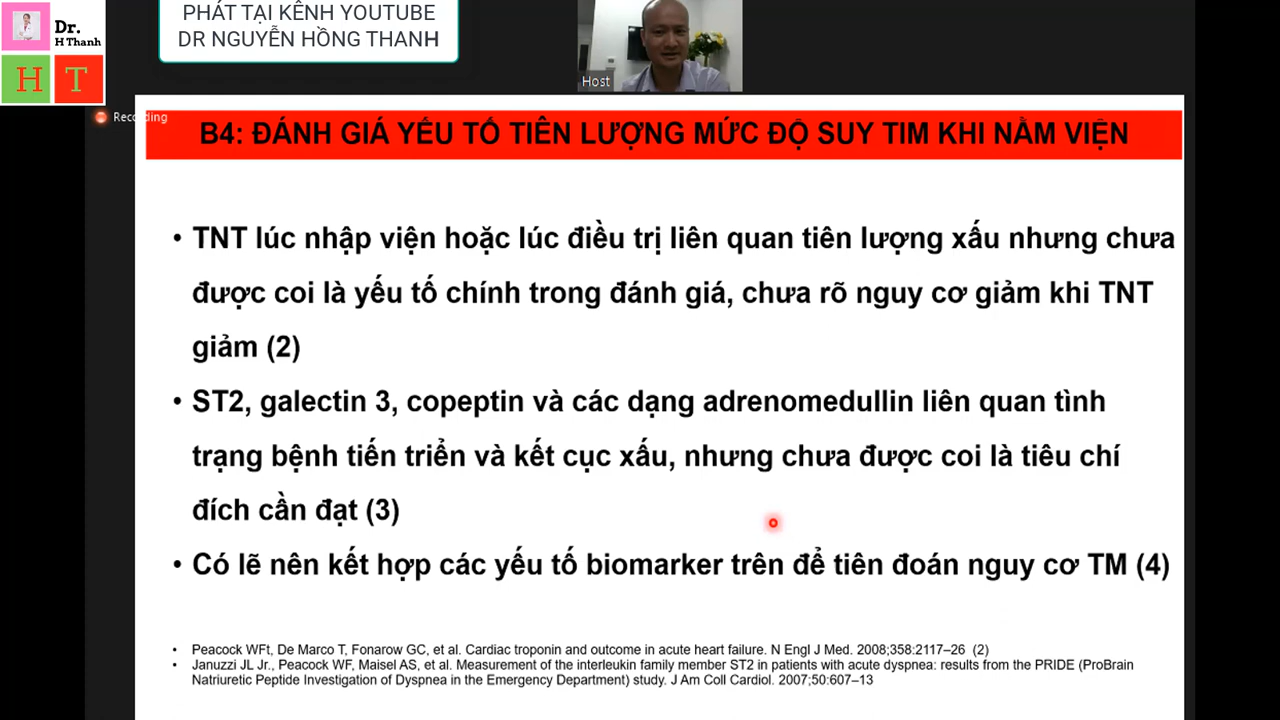 Dr.
H Thanh
H T
PHÁT TẠI KÊNH YOUTUBE
DR NGUYỄN HỒNG THANH
Host
Recording
B4: ĐÁNH GIÁ YẾU TỐ TIÊN LƯỢNG MỨC ĐỘ SUY TIM KHI NẰM VIỆN
• TNT lúc nhập viện hoặc lúc điều trị liên quan tiên lượng xấu nhưng chưa
được coi là yếu tố chính trong đánh giá, chưa rõ nguy cơ giảm khi TNT
giảm (2)
• ST2, galectin 3, copeptin và các dạng adrenomedullin liên quan tình
trạng bệnh tiến triển và kết cục xấu, nhưng chưa được coi là tiêu chí
đích cần đạt (3)
• Có lẽ nên kết hợp các yếu tố biomarker trên để tiên đoán nguy cơ TM (4)
• Peacock WFt, De Marco T, Fonarow GC, et al. Cardiac troponin and outcome in acute heart failure. N Engl J Med. 2008;358:2117–26 (2)
• Januzzi JL Jr., Peacock WF, Maisel AS, et al. Measurement of the interleukin family member ST2 in patients with acute dyspnea: results from the PRIDE (ProBrain
Natriuretic Peptide Investigation of Dyspnea in the Emergency Department) study. J Am Coll Cardiol. 2007;50:607–13